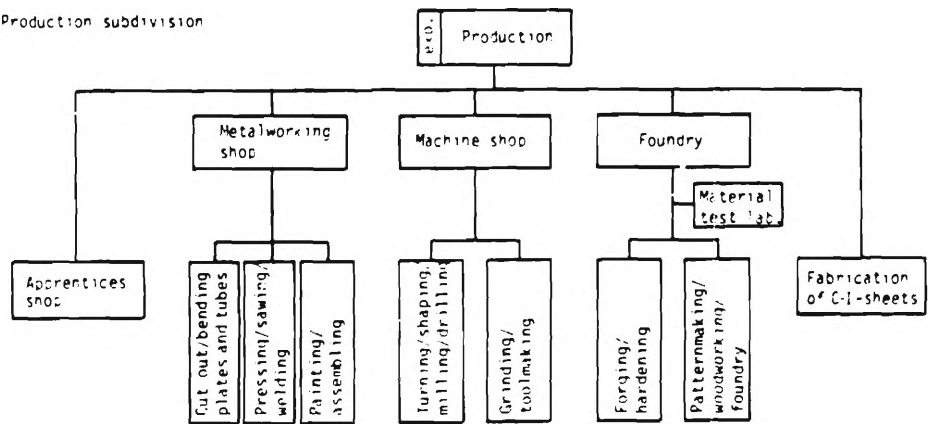 Production subdivision
exp.
Production
Metalworking
shop
Machine shop
Foundry
Material
test lab.
Apprentices
shop
Cut out/bending
plates and tubes
Pressing/sawing/
welding
Painting/
assembling
Turning/shaping,
milling/drilling
Grinding/
toolmaking
Forging/
hardening
Patternmaking/
woodworking/
foundry
Fabrication
of C-I-sheets